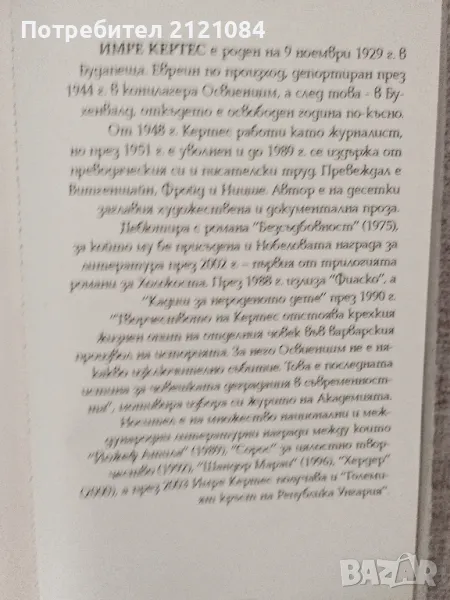 Потребител 2121084
ИМРЕ КЕРТЕС е роден на 9 ноември 1929 г. в
Будапеща. Евреин по произход, депортиран през
1944 г. в концлагера Освиенцим, а след това - в Бу-
хенвалд, откъдето е освободен година по-късно.
От 1948 г. Кертес работи като журналист,
но през 1951 г. е уволнен и до 1989 г. се издържа от
преводаческия си и писателски труд. Превеждал е
Витгенщайн, Фройд и Ницше. Автор е на десетки
заглавия художествена и документална проза.
Дебютира с романа "Безсъдбовност" (1975),
за който му бе присъдена и Нобеловата награда за
литература през 2002 г. – първия от трилогията
романи за Холокоста. През 1988 г. излиза "Фиаско", а
"Кадиш за нероденото дете" през 1990 г.
"Творчеството на Кертес отстоява крехкия
жизнен опит на отделния човек във варварския
произвол на историята. За него Освиенцим не е ня-
какво изключително събитие. Това е последната
истина за човешката деградация в съвременност-
та", мотивира избора си журито на Академията.
Носител е на множество национални и меж-
дународни литературни награди между които
"Йожеф Атила" (1989), "Сорос" за цялостно твор-
чество (1992), "Шандор Мараи" (1996), "Хердер"
(2000), а през 2003 Имре Кертес получава и "Големи-
ят кръст на Република Унгария".
bazar